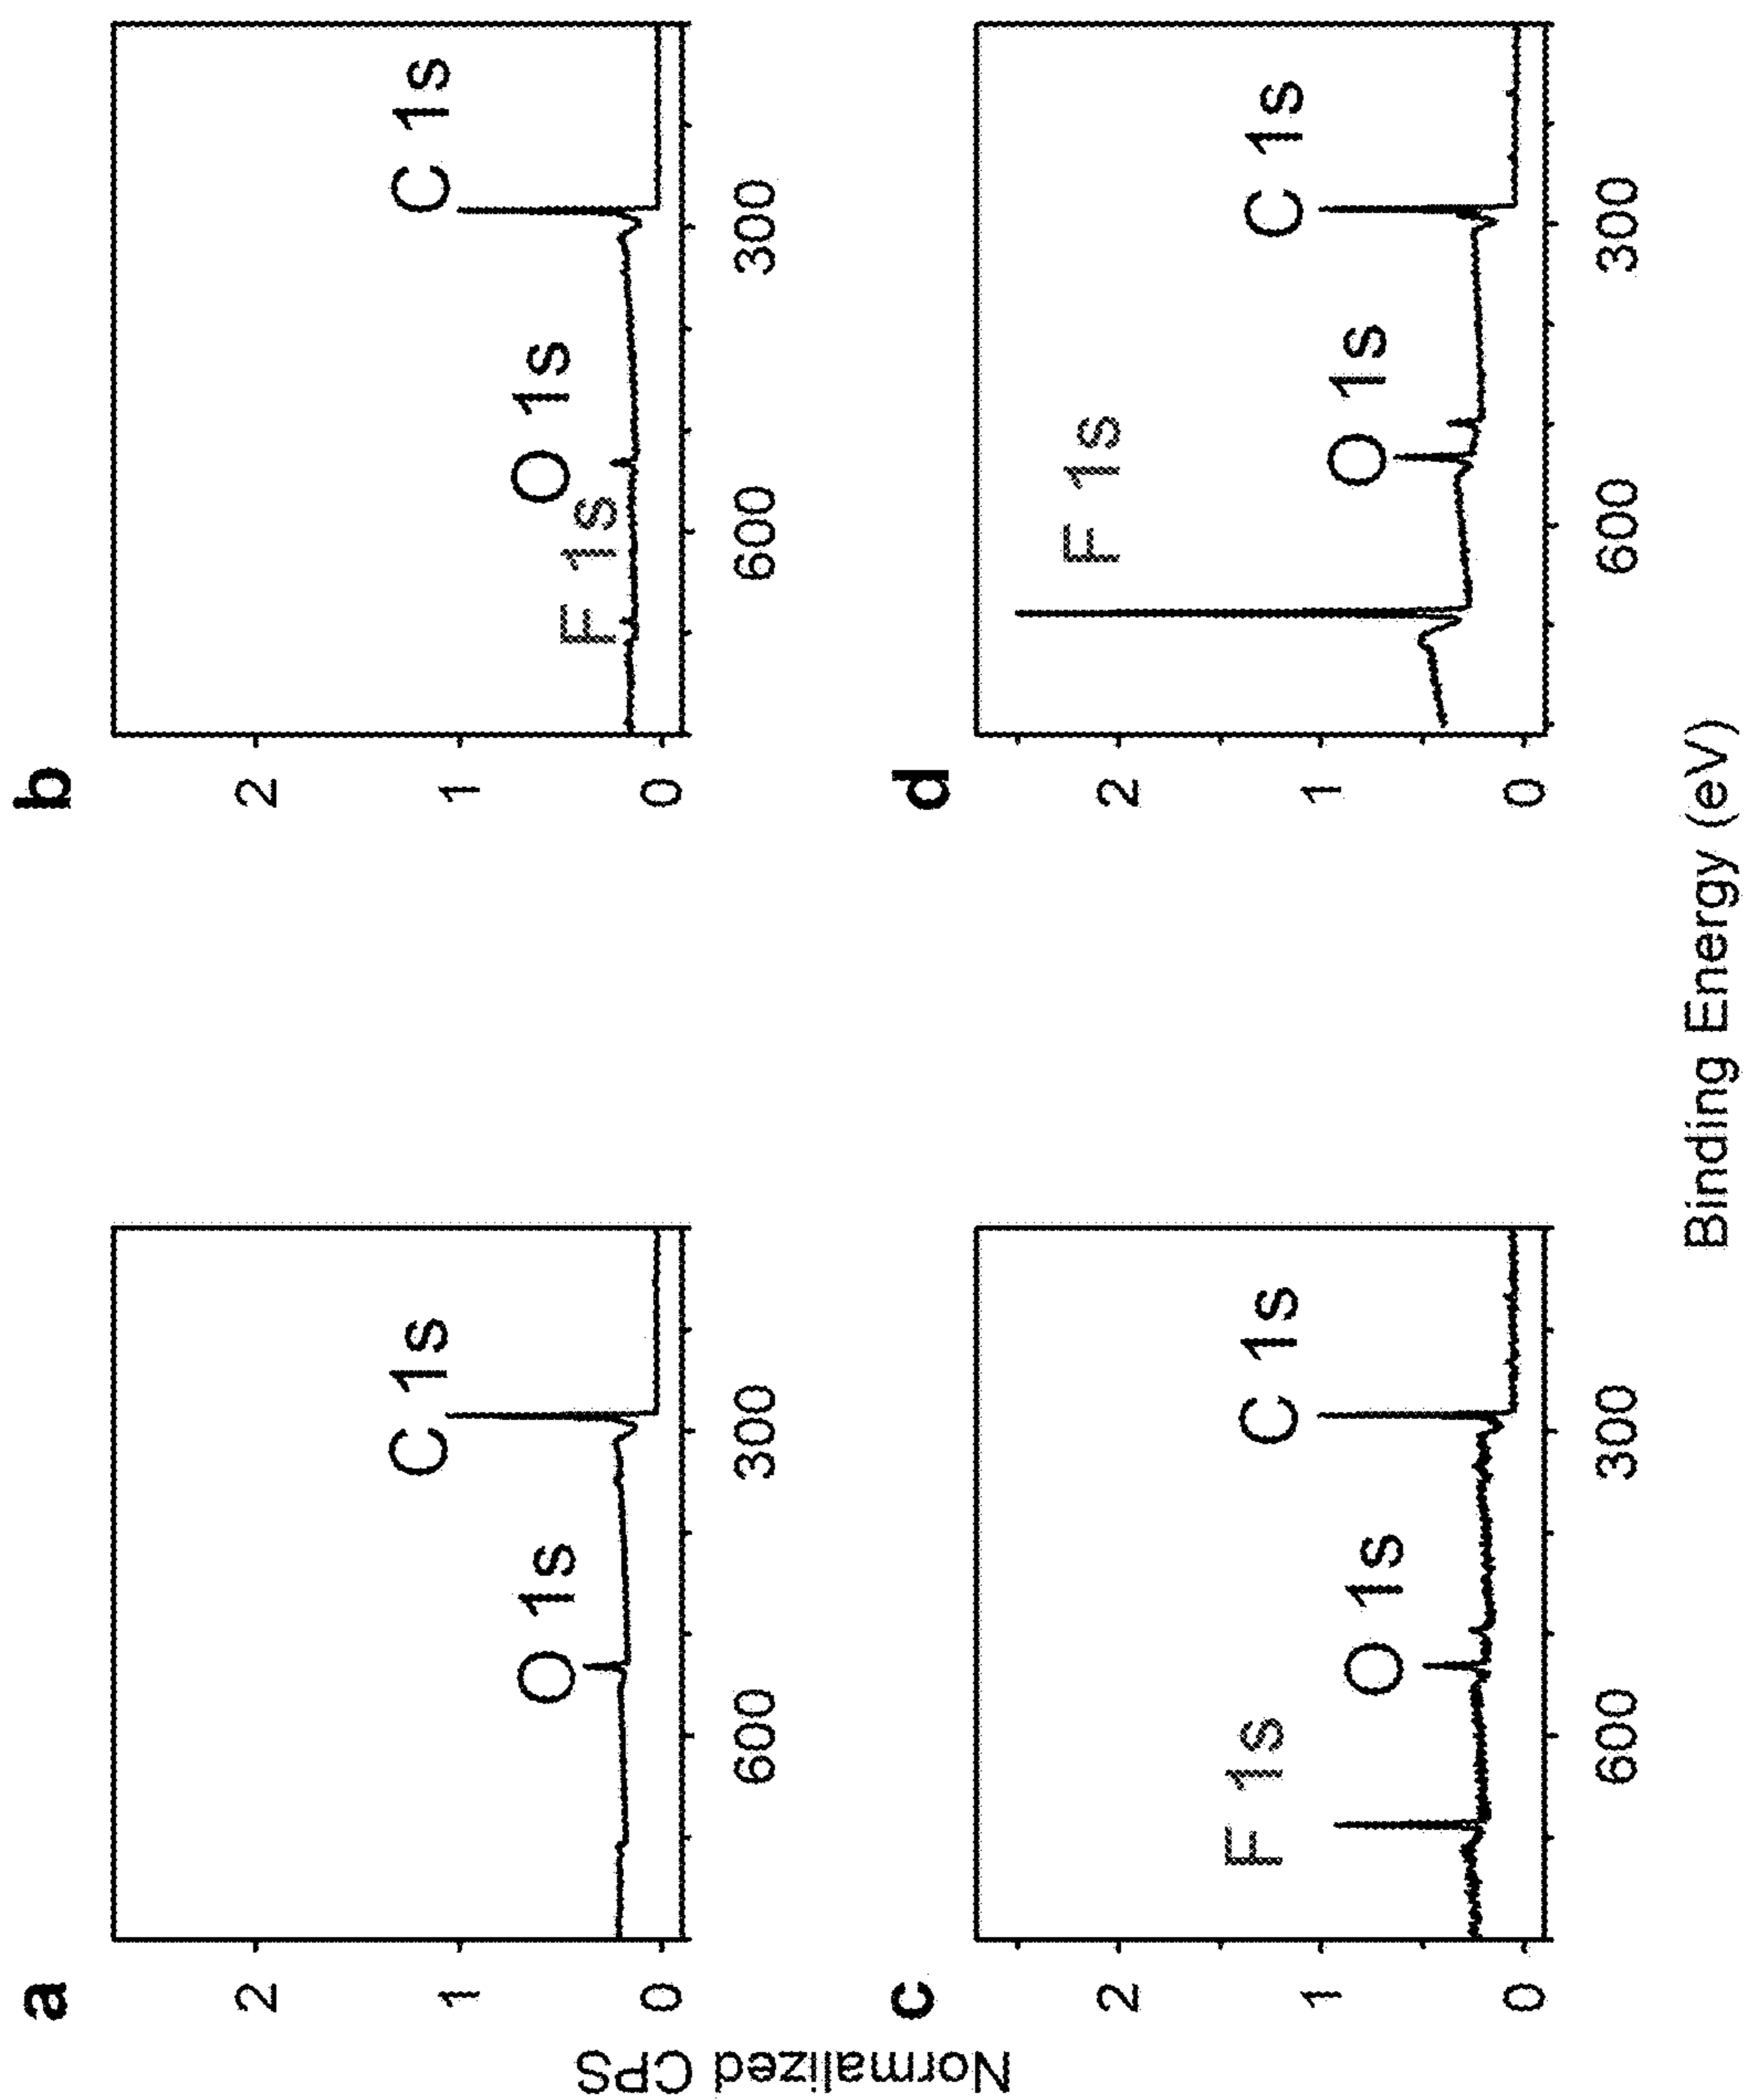 a
b
Normalized CPS
2
1
0
O 1s
C 1s
600
300
2
1
0
F 1s
O 1s
C 1s
600
300
c
d
2
1
0
F 1s
O 1s
C 1s
600
300
2
1
0
F 1s
O 1s
C 1s
600
300
Binding Energy (eV)